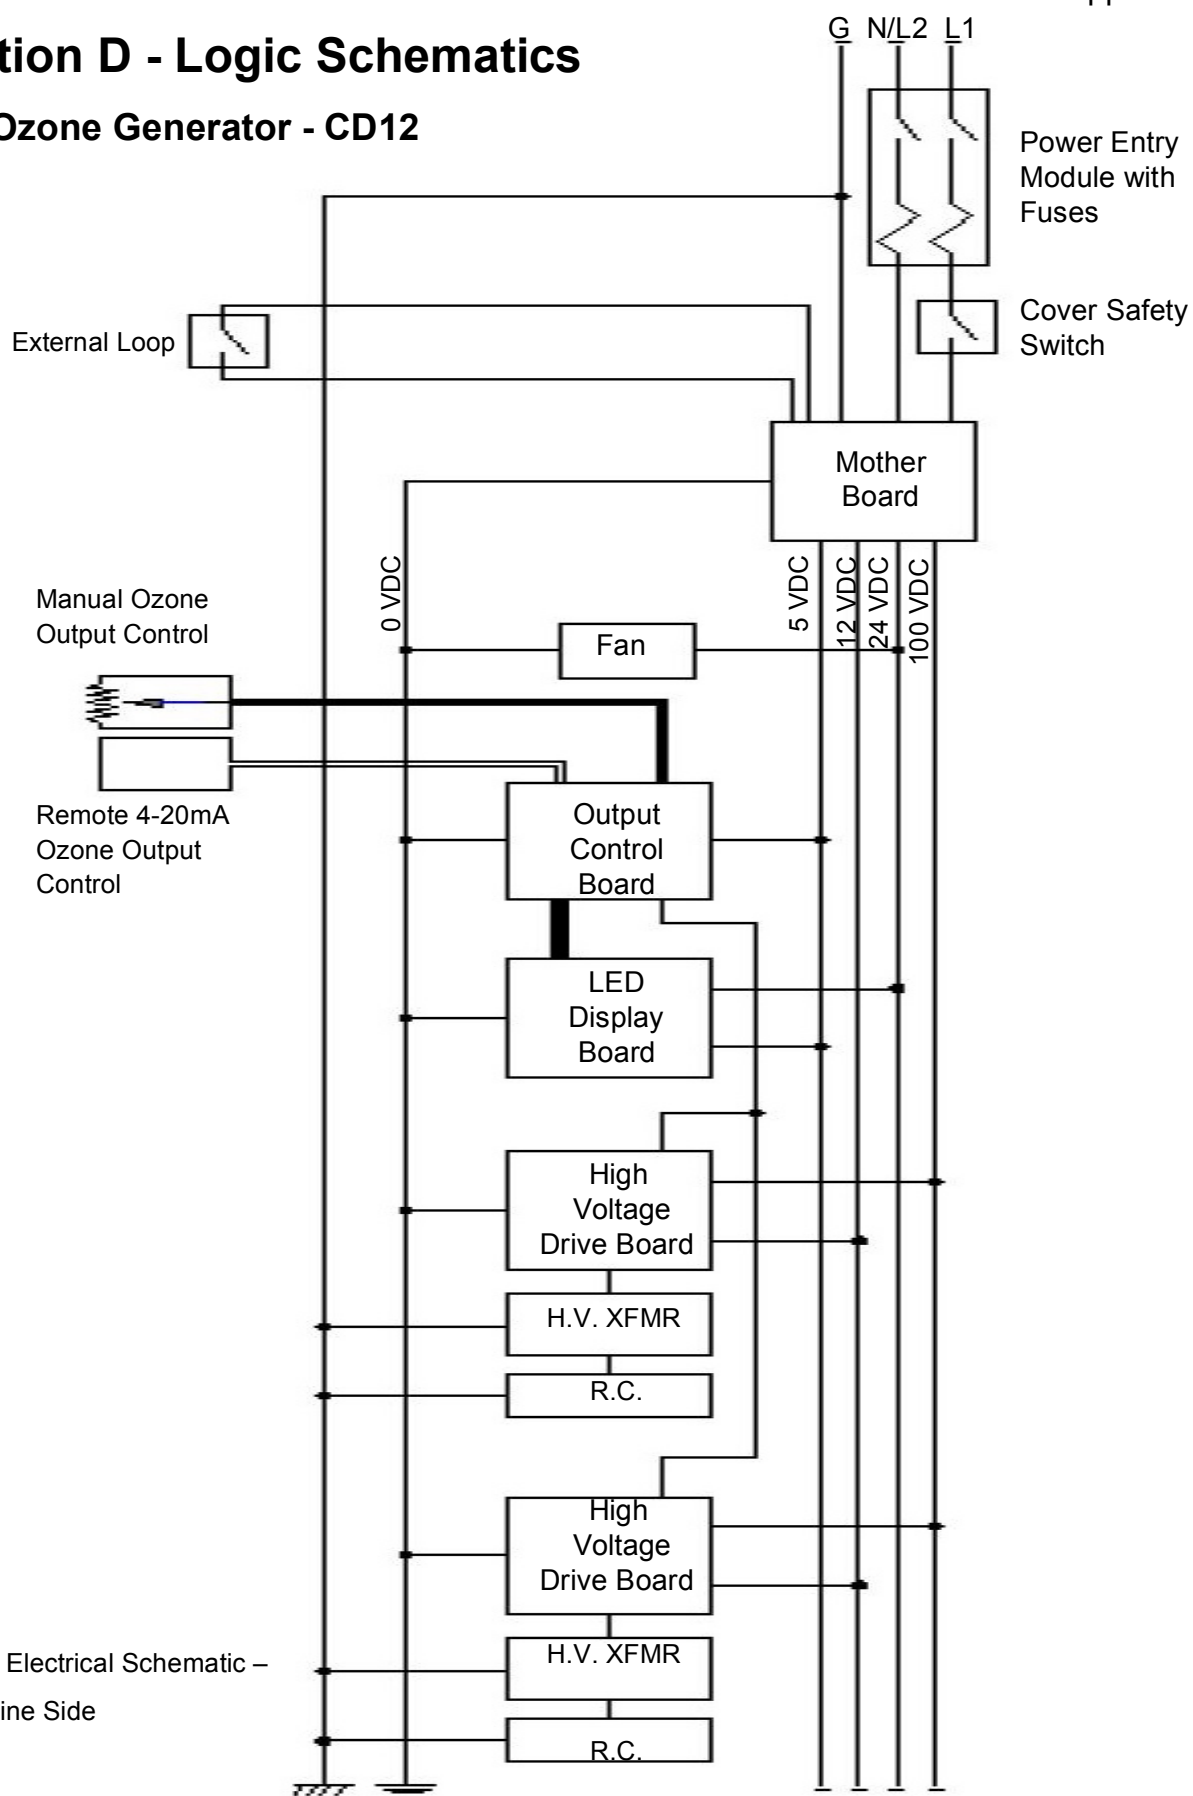 G N/L2 L1
tion D - Logic Schematics
Ozone Generator - CD12
Power Entry
Module with
Fuses
External Loop
Cover Safety
Switch
Mother
Board
0 VDC
5 VDC
12 VDC
24 VDC
100 VDC
Manual Ozone
Output Control
Fan
Remote 4-20mA
Ozone Output
Control
Output
Control
Board
LED
Display
Board
High
Voltage
Drive Board
H.V. XFMR
R.C.
High
Voltage
Drive Board
H.V. XFMR
R.C.
Electrical Schematic –
ine Side